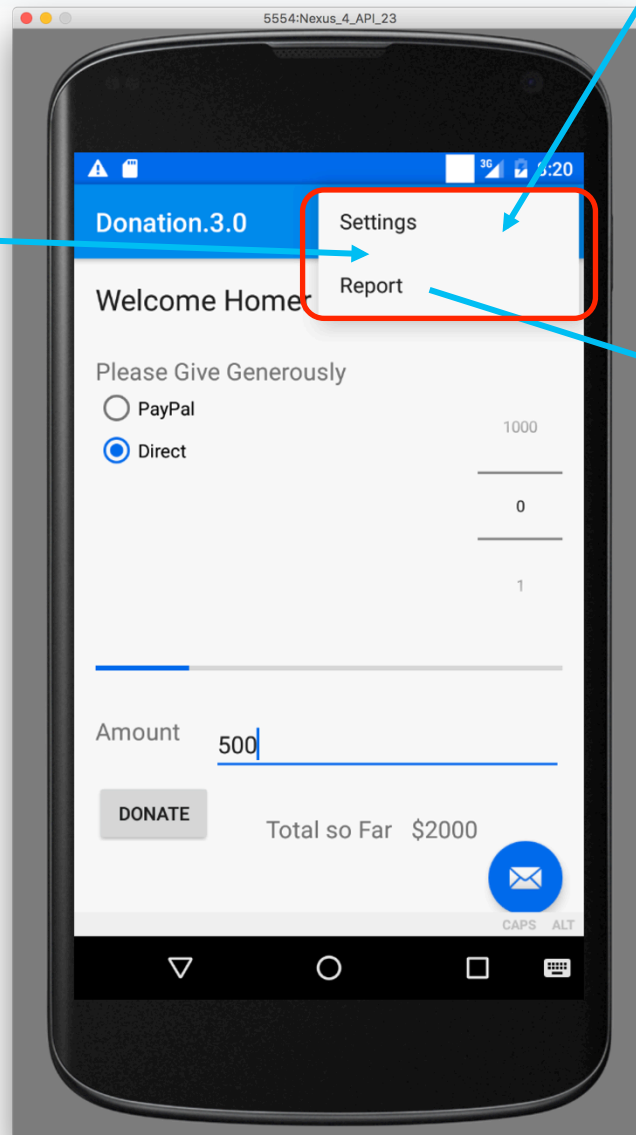 5554:Nexus_4_API_23
3G 8:20
Donation.3.0
Settings
Report
Welcome Homer
Please Give Generously
PayPal
Direct
1000
0
1
Amount
500
DONATE
Total so Far $2000
CAPS ALT